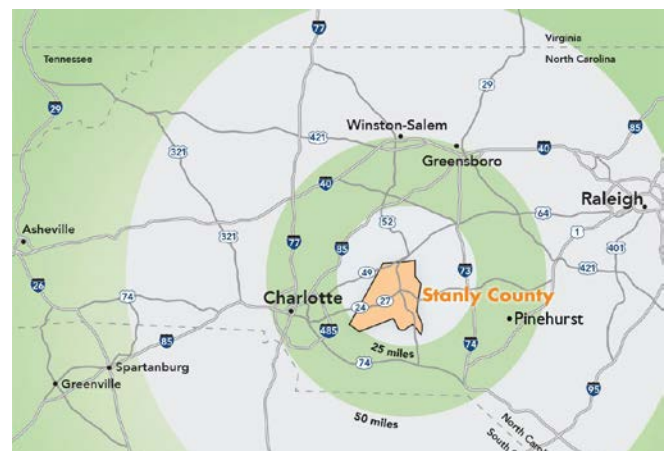 77
Virginia
Tennessee
North Carolina
29
29
Winston-Salem
421
85
321
Greensboro
40
40
52
Raleigh
64
1
Asheville
321
77
85
401
421
49
73
26
74
Stanly County
Charlotte
24
27
Pinehurst
485
85
25 miles
74
74
Spartanburg
Greenville
95
50 miles
North Carol
South C